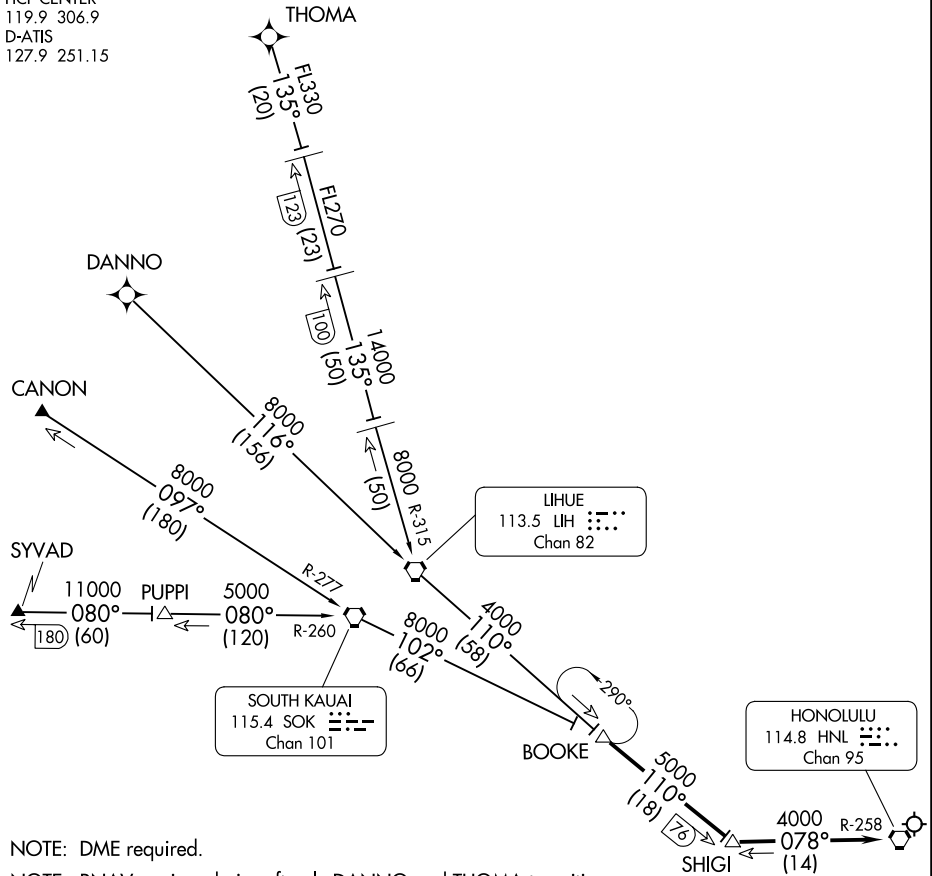 119.9 306.9
D-ATIS
127.9 251.15
THOMA
FL330
135°
(20)
123
FL270
(23)
100
14000
135°
(50)
8000 R-315
(50)
DANNO
8000
116°
(156)
CANON
8000
097°
(180)
R-277
LIHUE
113.5 LIH
Chan 82
SYVAD
11000
080°
180 (60)
PUPPI
5000
080°
(120)
R-260
8000
102°
(66)
4000
110°
(58)
SOUTH KAUAI
115.4 SOK
Chan 101
290°
BOOKE
HONOLULU
114.8 HNL
Chan 95
5000
110°
(18)
76
SHIGI
4000
078°
(14)
R-258
NOTE: DME required.